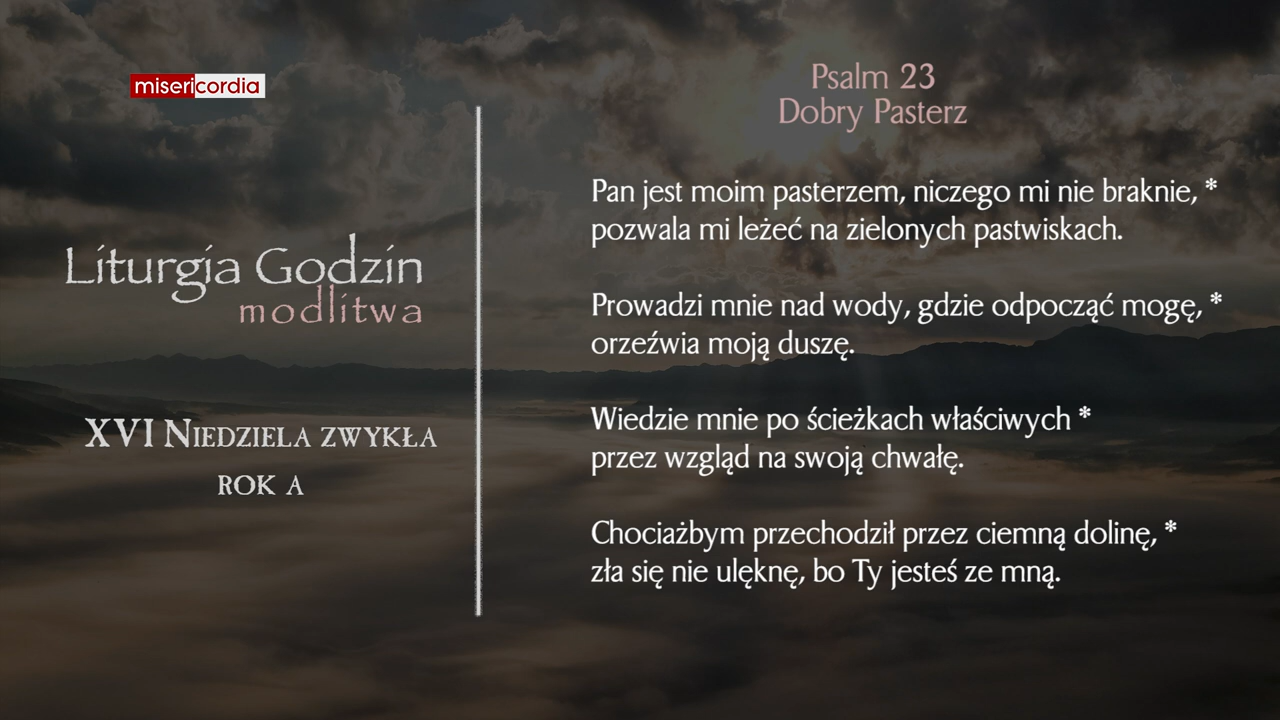 misericordia
Liturgia Godzin
modlitwa
XVI Niedziela zwykła
rok A
Psalm 23
Dobry Pasterz
Pan jest moim pasterzem, niczego mi nie braknie, *
pozwala mi leżeć na zielonych pastwiskach.
Prowadzi mnie nad wody, gdzie odpocząć mogę, *
orzeźwia moją duszę.
Wiedzie mnie po ścieżkach właściwych *
przez wzgląd na swoją chwałę.
Chociażbym przechodził przez ciemną dolinę, *
zła się nie ulęknę, bo Ty jesteś ze mną.